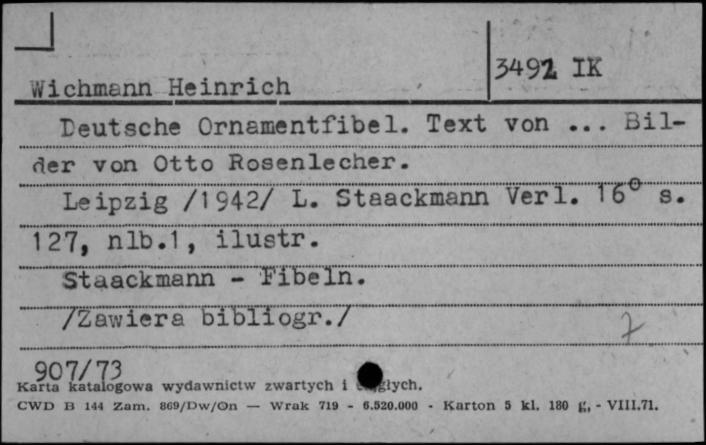 3492 IK
Wichmann Heinrich
Deutsche Ornamentfibel. Text von ... Bil-
der von Otto Rosenlecher.
Leipzig /1942/ L. Staackmann Verl. 16° s.
127, nlb.1, ilustr.
Staackmann - Fibeln.
/Zawiera bibliogr./
7
907/73
Karta katalogowa wydawnictw zwartych i
CWD B 144 Zam. 869/Dw/On — Wrak 719 - 6.520.000 - Karton 5 kl. 180 g, - VIII.71.